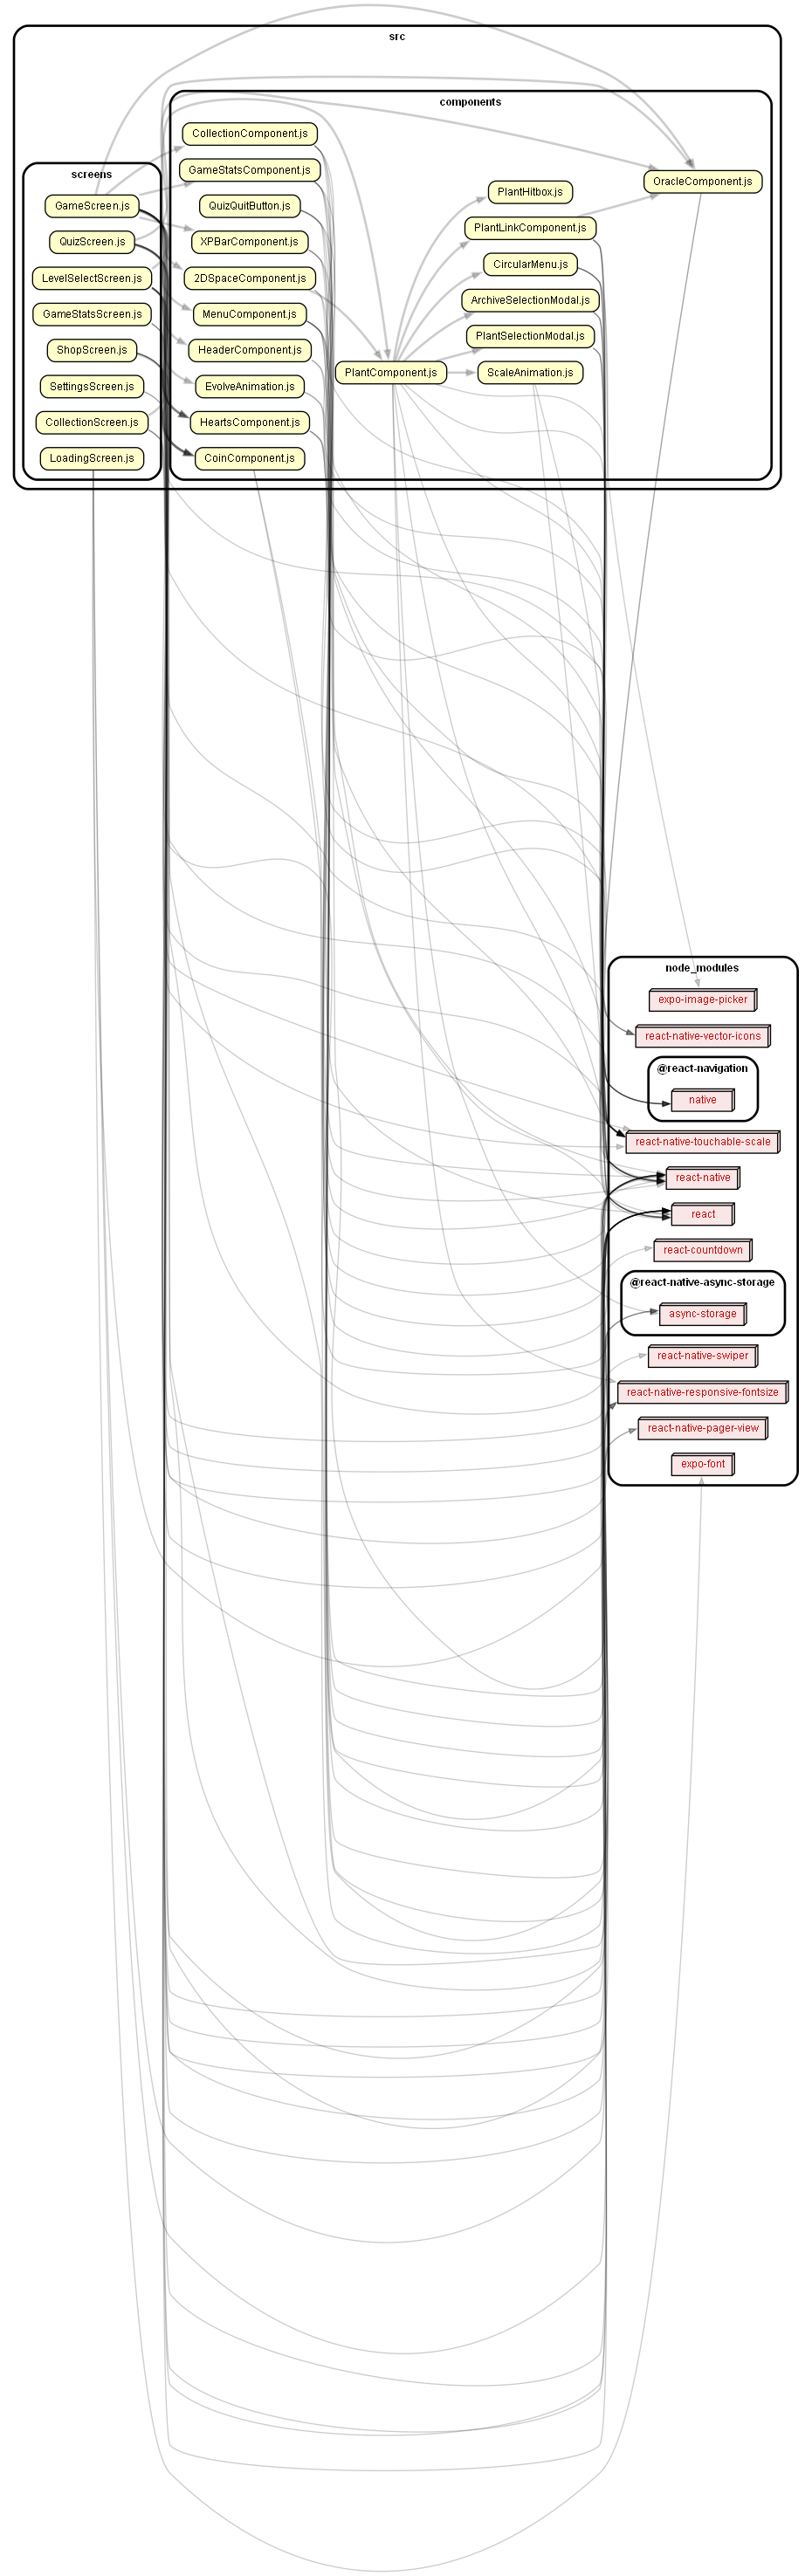 src
components
CollectionComponent.js
screens
GameStatsComponent.js
OracleComponent.js
PlantHitbox.js
GameScreen.js
QuizQuitButton.js
PlantLinkComponent.js
QuizScreen.js
XPBarComponent.js
CircularMenu.js
LevelSelectScreen.js
2DSpaceComponent.js
ArchiveSelectionModal.js
GameStatsScreen.js
MenuComponent.js
PlantSelectionModal.js
ShopScreen.js
HeaderComponent.js
PlantComponent.js
ScaleAnimation.js
SettingsScreen.js
EvolveAnimation.js
CollectionScreen.js
HeartsComponent.js
LoadingScreen.js
CoinComponent.js
node_modules
expo-image-picker
react-native-vector-icons
@react-navigation
native
react-native-touchable-scale
react-native
react
react-countdown
@react-native-async-storage
async-storage
react-native-swiper
react-native-responsive-fontsize
react-native-pager-view
expo-font